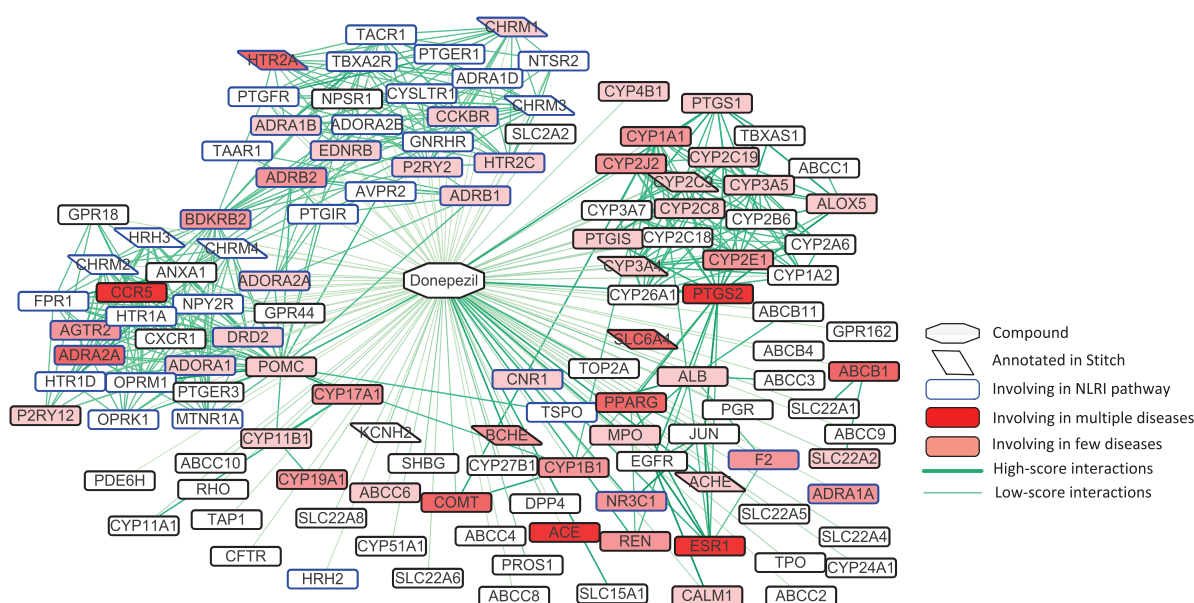 CHRM1
TACR1
HTR2A
TBXA2R
PTGER1
NTSR2
ADRA1D
PTGFR
NPSR1
CYSLTR1
CHRM3
ADRA1B
ADORA2B
CCKBR
SLC2A2
TAAR1
EDNRB
GNRHR
P2RY2
HTR2C
ADRB2
AVPR2
ADRB1
PTGIR
BDKRB2
GPR18
HRH3
CHRM4
CHRM2
ANXA1
ADORA2A
CCR5
FPR1
NPY2R
HTR1A
GPR44
AGTR2
CXCR1
DRD2
ADRA2A
ADORA1
POMC
HTR1D
OPRM1
PTGER3
P2RY12
OPRK1
MTNR1A
Donepezil
CYP4B1
PTGS1
CYP1A1
TBXAS1
CYP2J2
CYP2C19
ABCC1
CYP2C9
CYP3A5
CYP3A7
CYP2C8
CYP2B6
ALOX5
PTGIS
CYP2C18
CYP2A6
CYP3A4
CYP2E1
CYP1A2
CYP26A1
PTGS2
ABCB11
GPR162
SLC6A4
ABCB4
TOP2A
ALB
ABCC3
ABCB1
CNR1
PPARG
PGR
SLC22A1
TSPO
MPO
JUN
ABCC9
CYP17A1
KCNH2
BCHE
CYP11B1
ABCC10
SHBG
CYP27B1
CYP1B1
EGFR
F2
SLC22A2
PDE6H
RHO
CYP19A1
ABCC6
COMT
DPP4
NR3C1
ACHE
ADRA1A
CYP11A1
TAP1
SLC22A8
SLC22A5
CFTR
CYP51A1
ABCC4
ACE
REN
ESR1
SLC22A4
HRH2
SLC22A6
PROS1
TPO
CYP24A1
ABCC8
SLC15A1
CALM1
ABCC2
Compound
Annotated in Stitch
Involving in NLRI pathway
Involving in multiple diseases
Involving in few diseases
High-score interactions
Low-score interactions